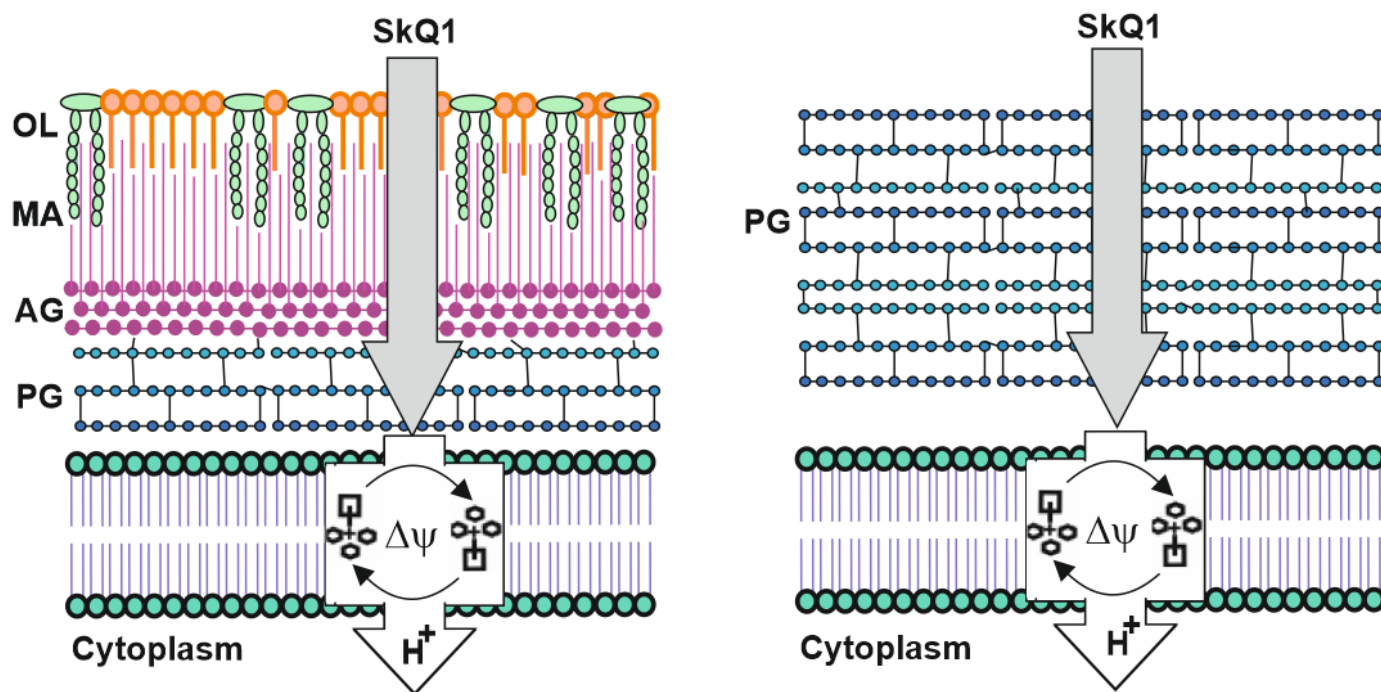 SkQ1
OL
MA
AG
PG
Δψ
H+
Cytoplasm
SkQ1
PG
Δψ
H+
Cytoplasm